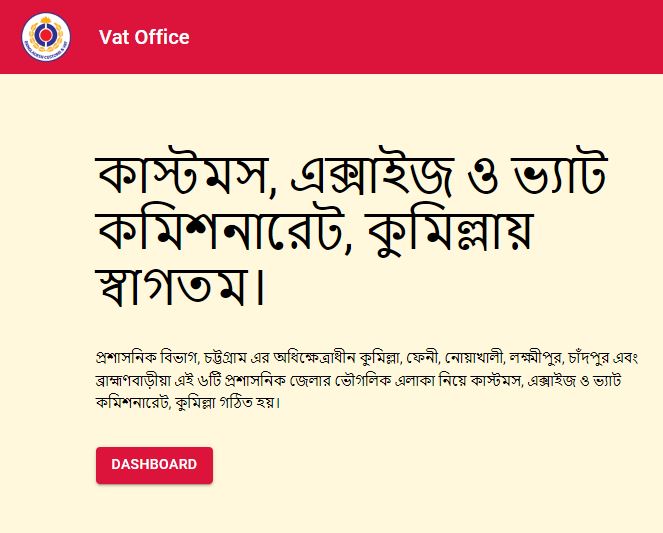 Vat Office
কাস্টমস, এক্সাইজ ও ভ্যাট
কমিশনারেট, কুমিল্লায়
স্বাগতম।
প্রশাসনিক বিভাগ, চট্টগ্রাম এর অধিক্ষেত্রাধীন কুমিল্লা, ফেনী, নোয়াখালী, লক্ষ্মীপুর, চাঁদপুর এবং
ব্রাহ্মণবাড়ীয়া এই ৬টি প্রশাসনিক জেলার ভৌগলিক এলাকা নিয়ে কাস্টমস, এক্সাইজ ও ভ্যাট
কমিশনারেট, কুমিল্লা গঠিত হয়।
DASHBOARD